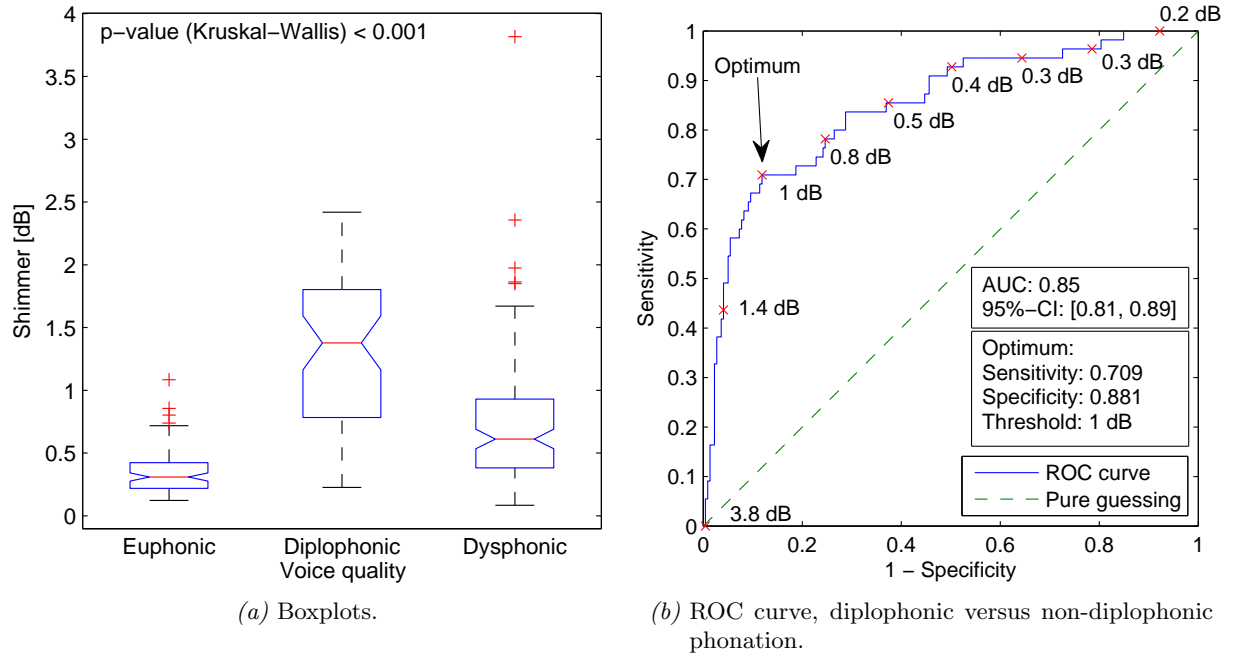 p−value (Kruskal−Wallis) < 0.001
4
3.5
3
2.5
2
1.5
1
0.5
0
Shimmer [dB]
Euphonic
Diplophonic
Dysphonic
Voice quality
(a) Boxplots.
1
0.9
0.8
0.7
0.6
0.5
0.4
0.3
0.2
0.1
0
Sensitivity
0.2 dB
0.3 dB
0.3 dB
0.4 dB
0.5 dB
0.8 dB
1 dB
1.4 dB
3.8 dB
Optimum
AUC: 0.85
95%−CI: [0.81, 0.89]
Optimum:
Sensitivity: 0.709
Specificity: 0.881
Threshold: 1 dB
ROC curve
Pure guessing
0
0.2
0.4
0.6
0.8
1
1 − Specificity
(b) ROC curve, diplophonic versus non-diplophonic
phonation.